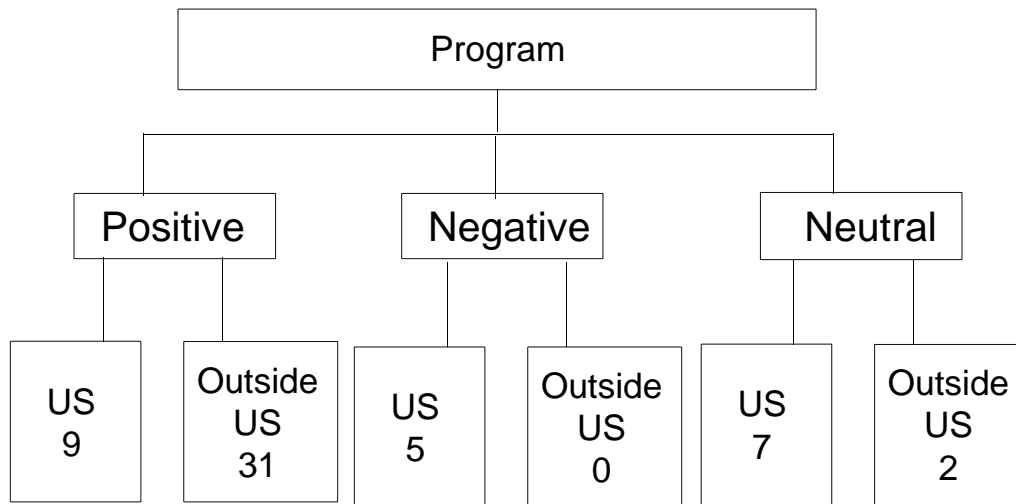 Program
Positive
Negative
Neutral
US
9
Outside
US
31
US
5
Outside
US
0
US
7
Outside
US
2